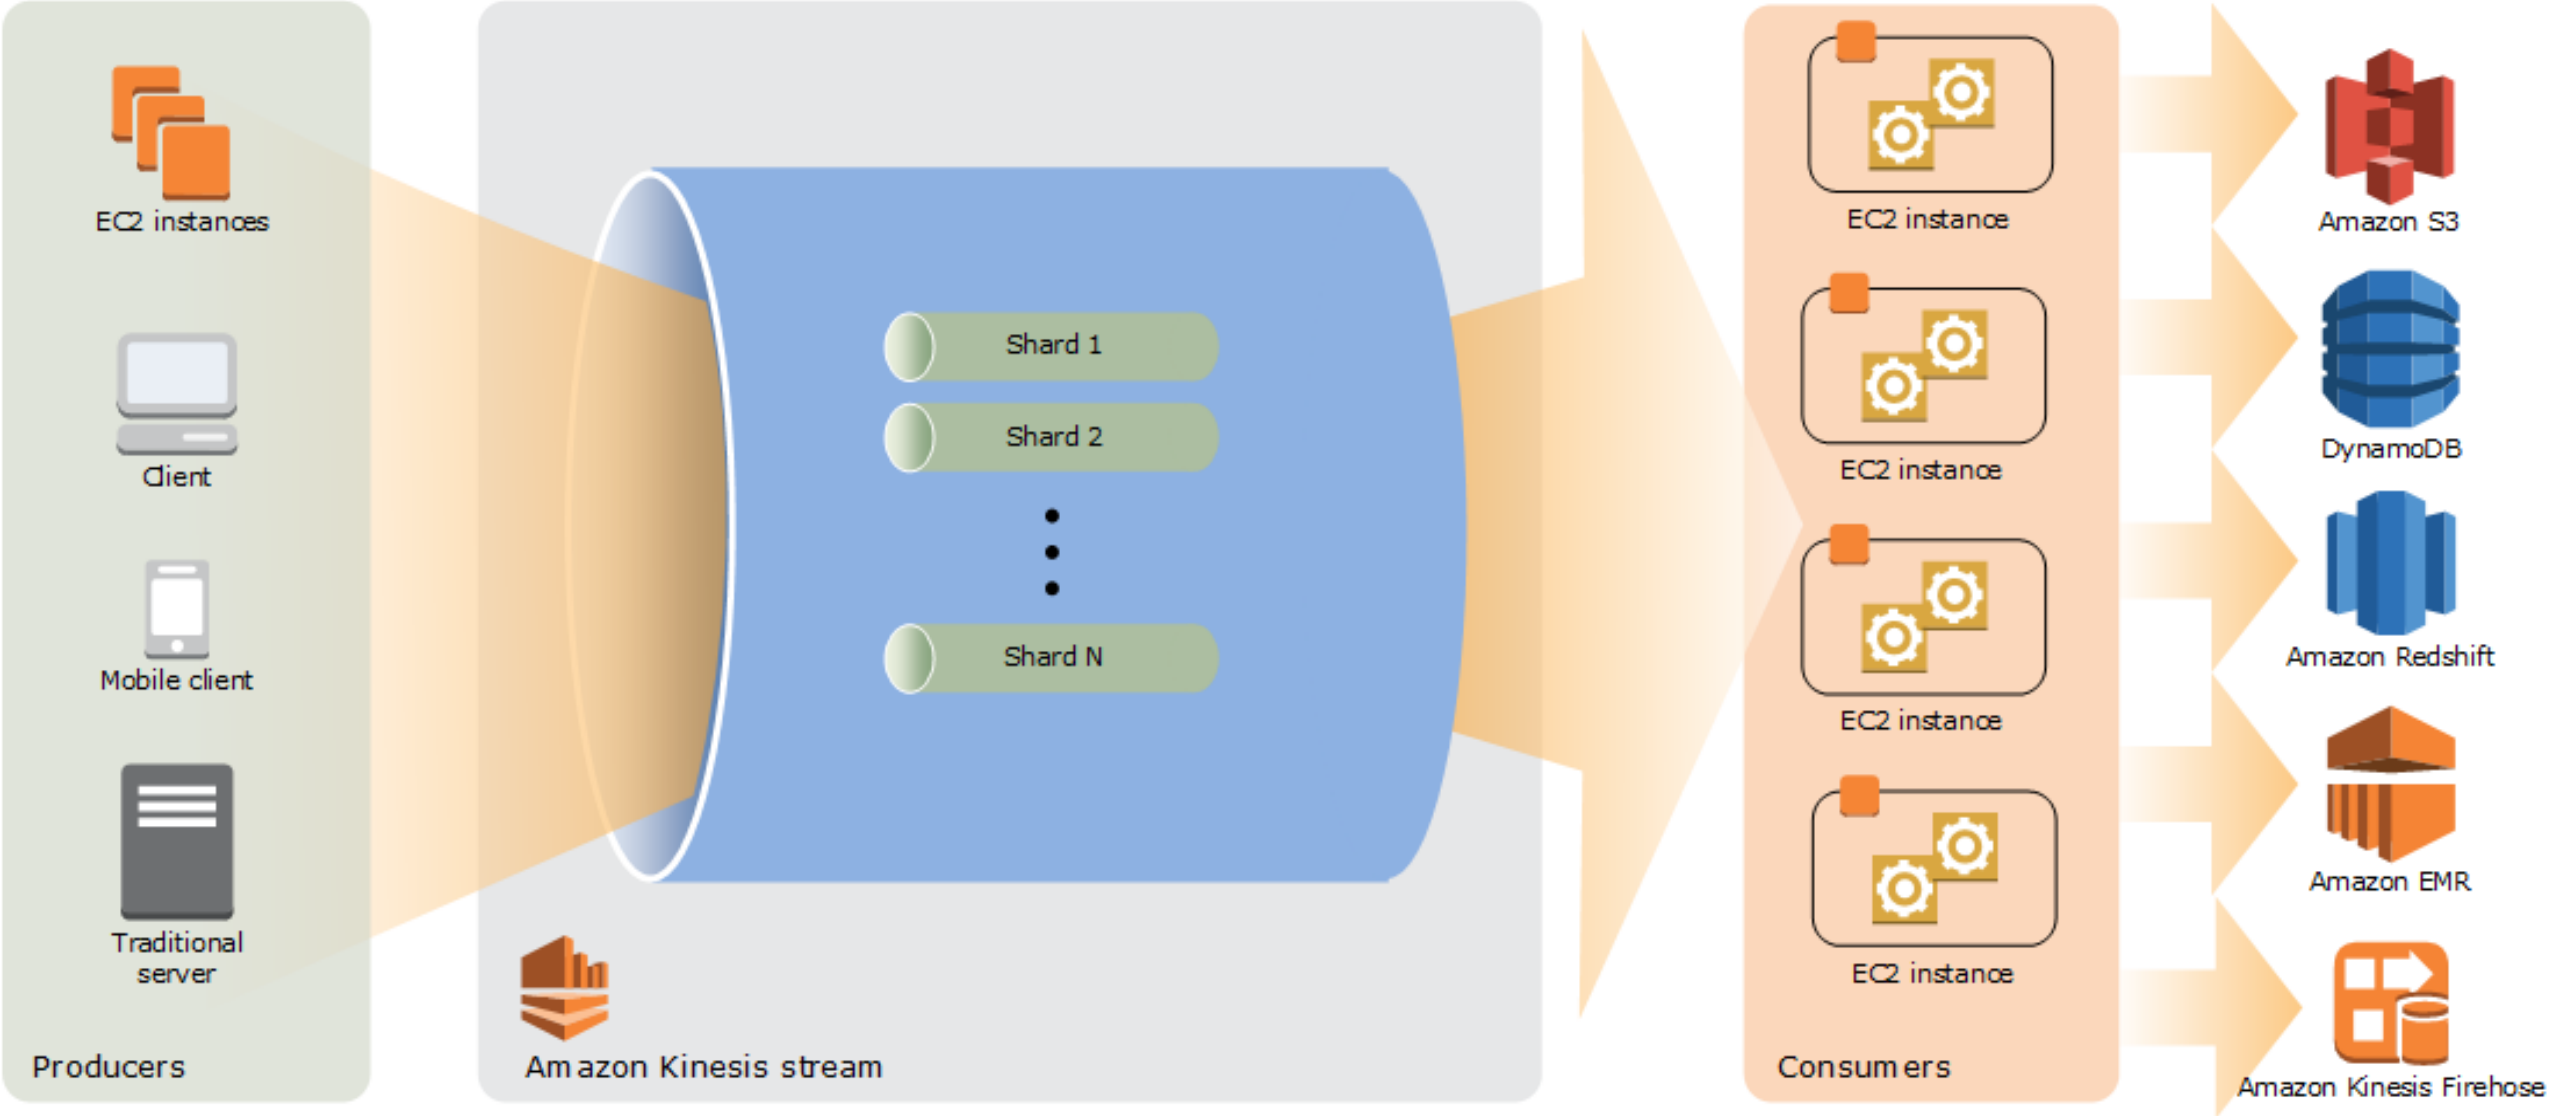 EC2 instances
Client
Mobile client
Traditional
server
Producers
Shard 1
Shard 2
Shard N
Amazon Kinesis stream
EC2 instance
EC2 instance
EC2 instance
EC2 instance
Consumers
Amazon S3
DynamoDB
Amazon Redshift
Amazon EMR
Amazon Kinesis Firehose